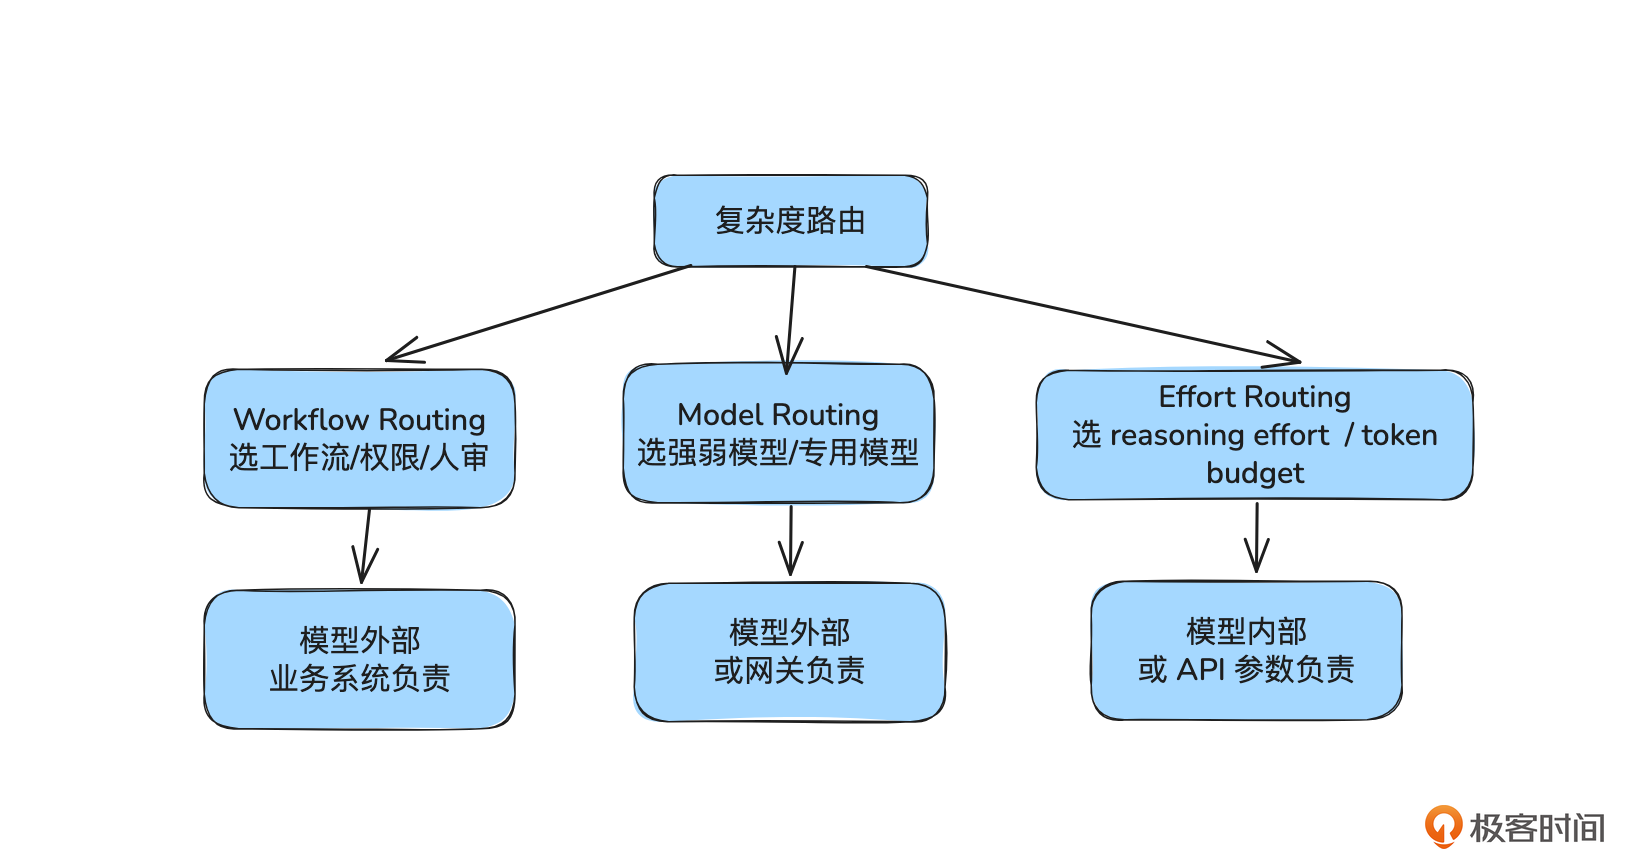 复杂度路由
Workflow Routing
选工作流/权限/人审
Model Routing
选强弱模型/专用模型
Effort Routing
选 reasoning effort / token
budget
模型外部
业务系统负责
模型外部
或网关负责
模型内部
或 API 参数负责
极客时间